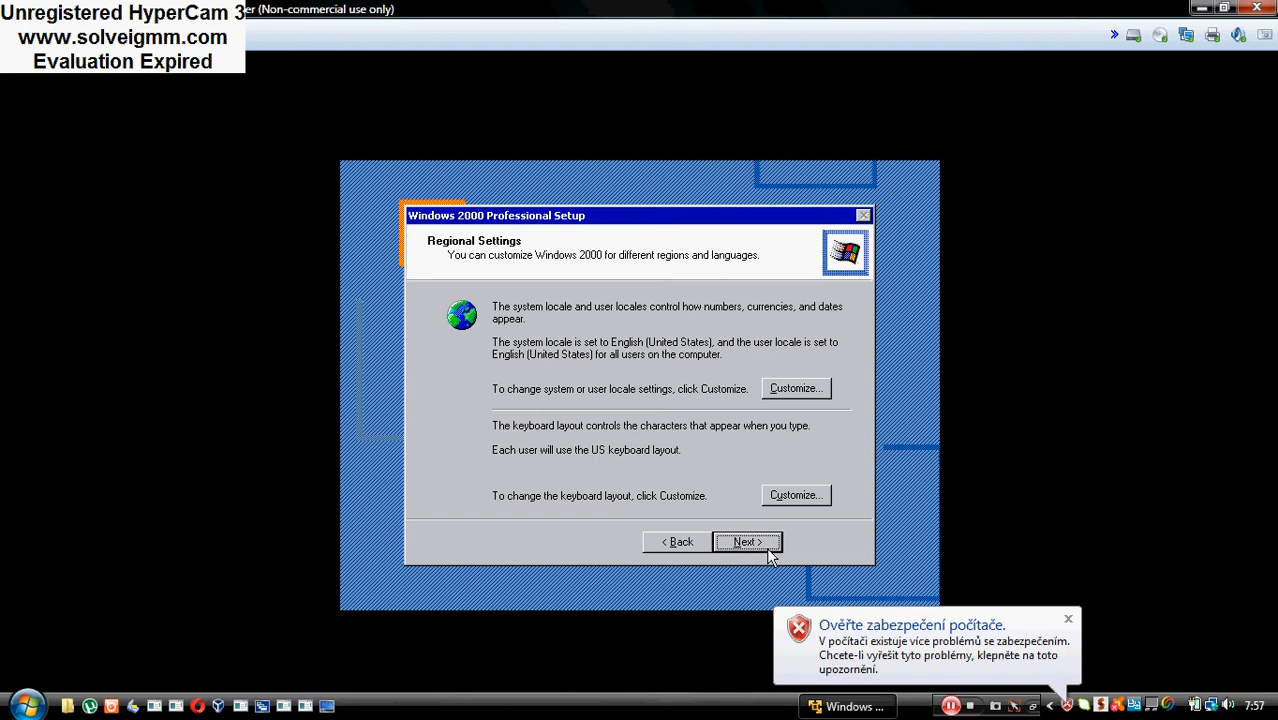 Unregistered HyperCam 3
www.solveigmm.com
Evaluation Expired
er (Non-commercial use only)
Windows 2000 Professional Setup
Regional Settings
You can customize Windows 2000 for different regions and languages.
The system locale and user locales control how numbers, currencies, and dates
appear.
The system locale is set to English (United States), and the user locale is set to
English (United States) for all users on the computer.
To change system or user locale settings, click Customize.
Customize...
The keyboard layout controls the characters that appear when you type.
Each user will use the US keyboard layout.
To change the keyboard layout, click Customize.
Customize...
< Back
Next >
Ověřte zabezpečení počítače.
V počítači existuje více problémů se zabezpečením.
Chcete-li vyřešit tyto problémy, klepněte na toto
upozornění.
Windows ...
7:57